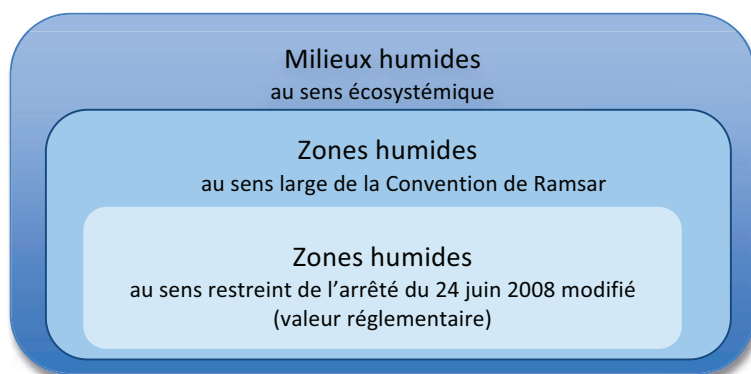 Milieux humides
au sens écosystémique
Zones humides
au sens large de la Convention de Ramsar
Zones humides
au sens restreint de l’arrêté du 24 juin 2008 modifié
(valeur réglementaire)